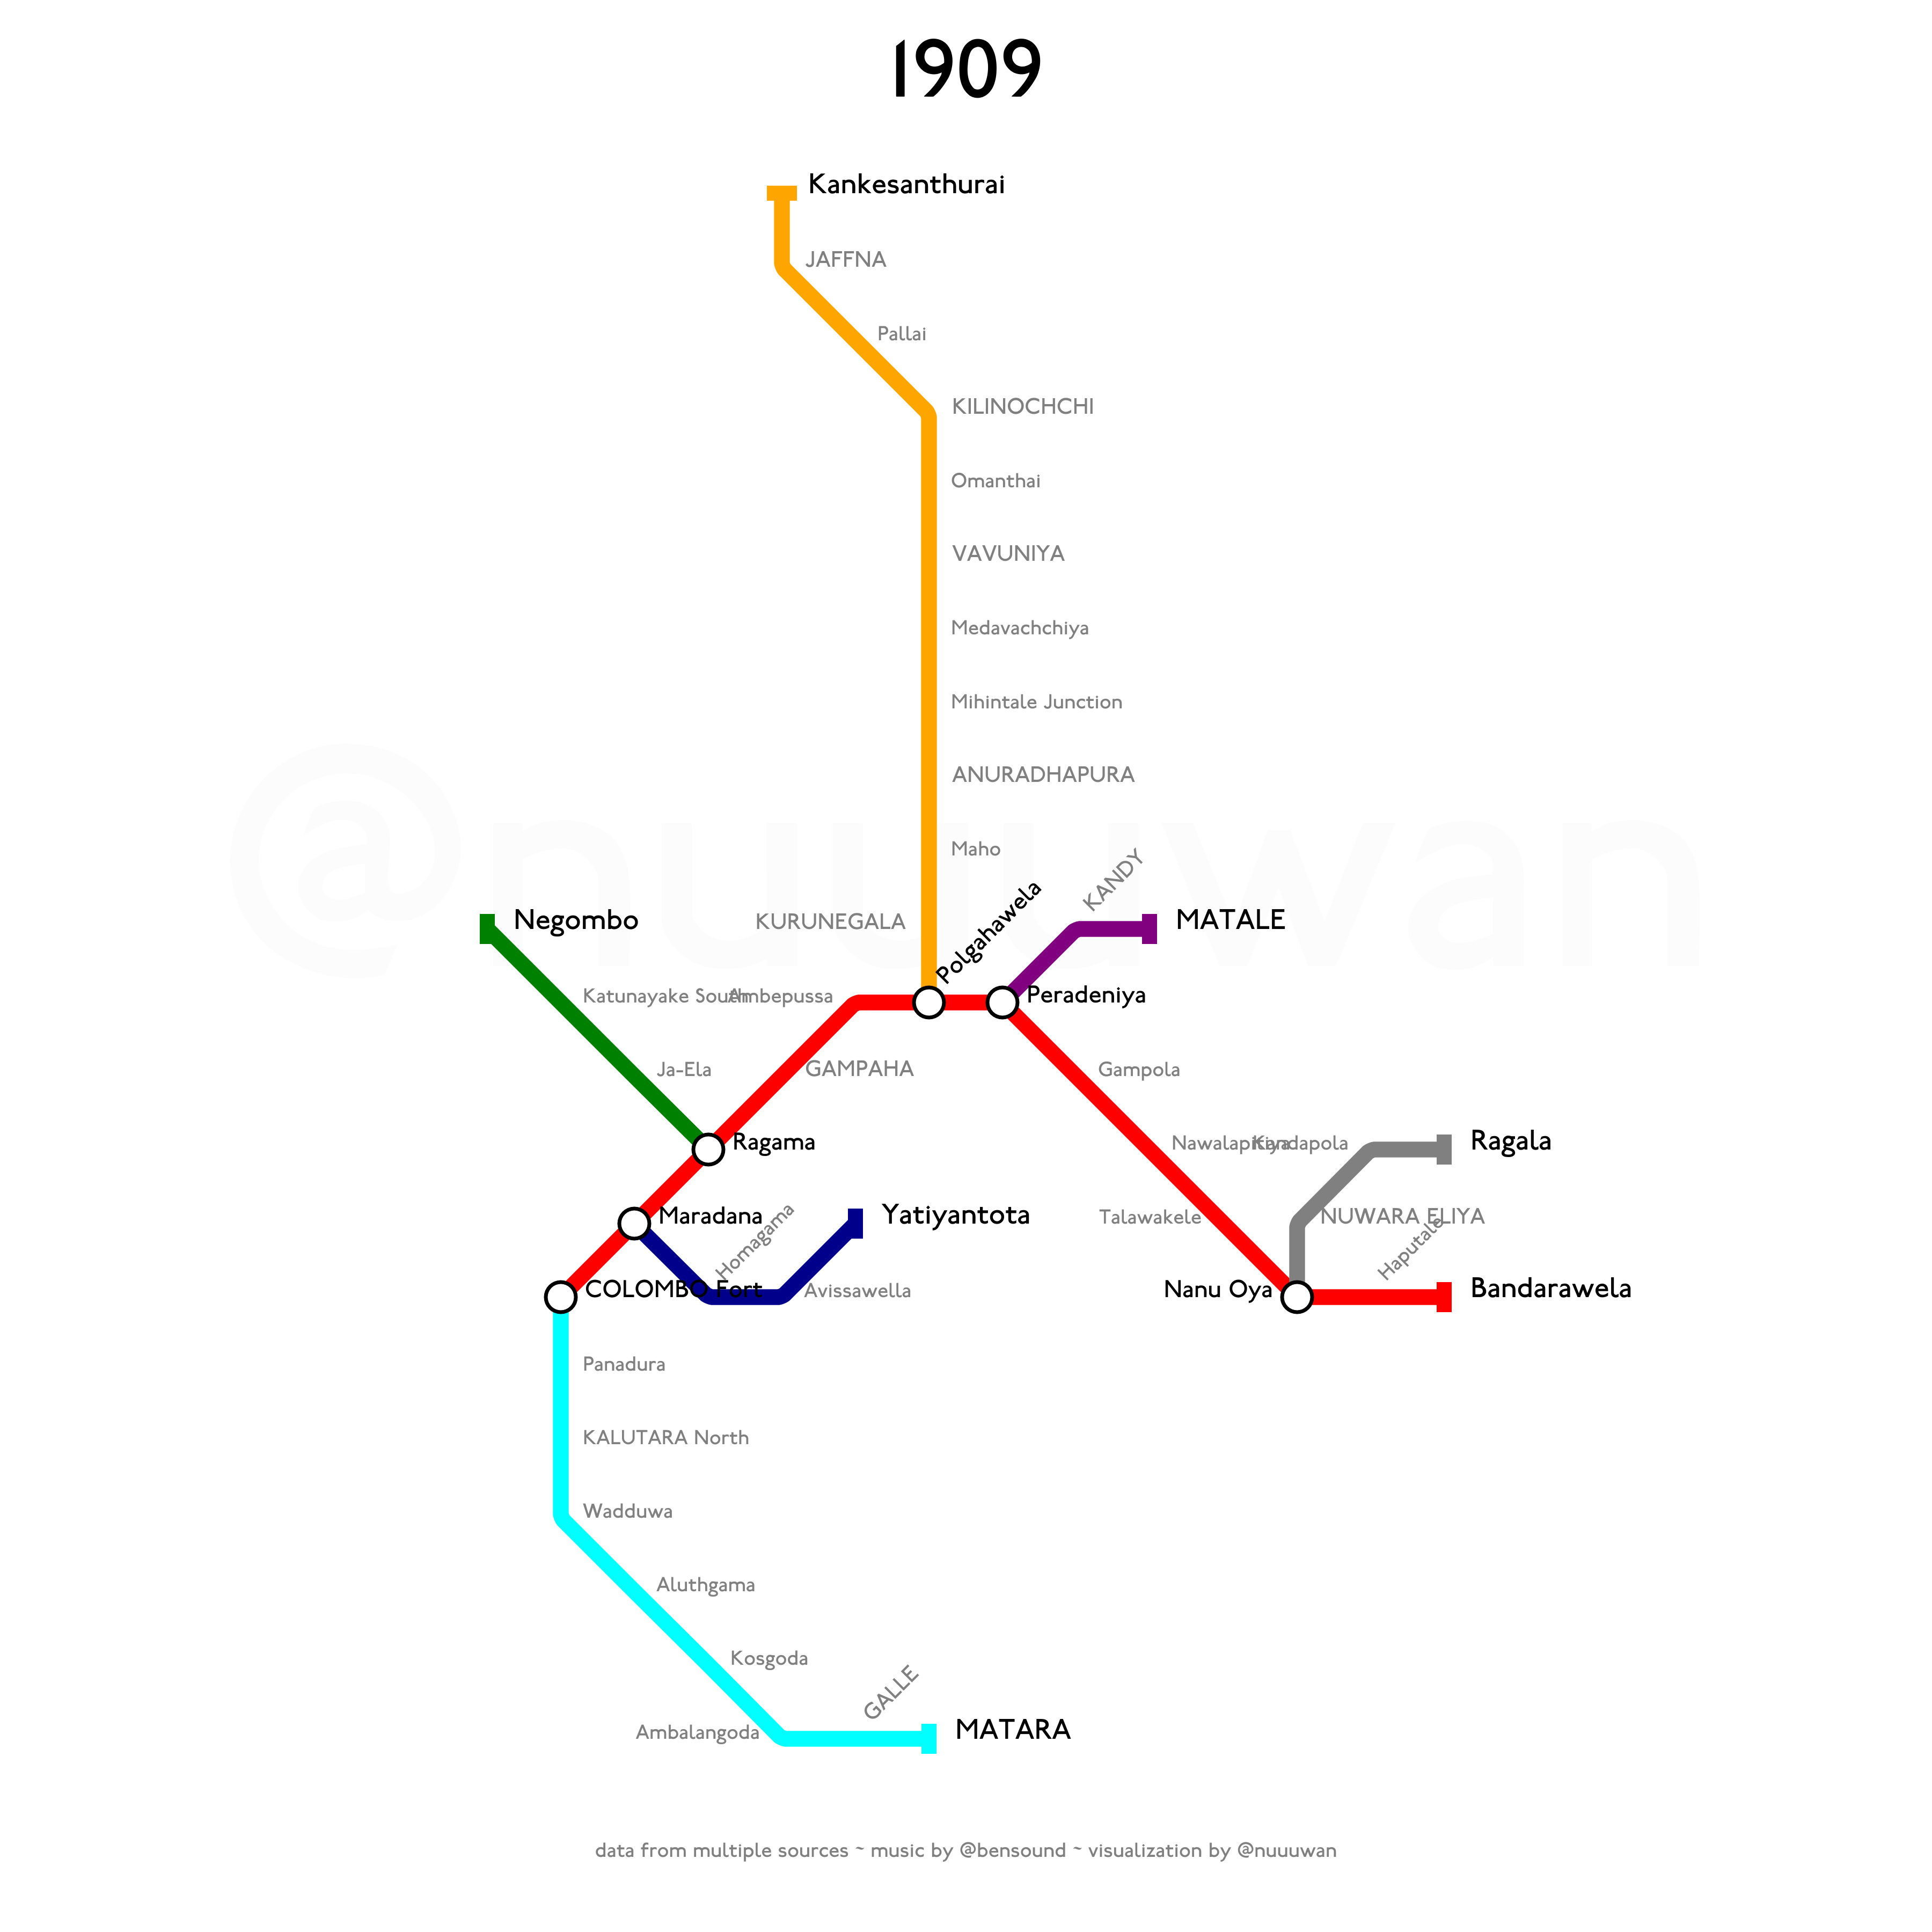 1909
Kankesanthurai
JAFFNA
Pallai
KILINOCHCHI
Omanthai
VAVUNIYA
Medavachchiya
Mihintale Junction
ANURADHAPURA
Maho
KANDY
Polgahawela
KURUNEGALA
Negombo
MATALE
@nuuuwan
Katunayake South
Ambepussa
Peradeniya
Ja-Ela
GAMPAHA
Gampola
Ragama
Nawalapitiya
Kandapola
Ragala
Maradana
Homagama
Yatiyantota
Talawakele
NUWARA ELIYA
Haputale
COLOMBO Fort
Avissawella
Nanu Oya
Bandarawela
Panadura
KALUTARA North
Wadduwa
Aluthgama
Kosgoda
GALLE
Ambalangoda
MATARA
data from multiple sources ~ music by @bensound ~ visualization by @nuuuwan